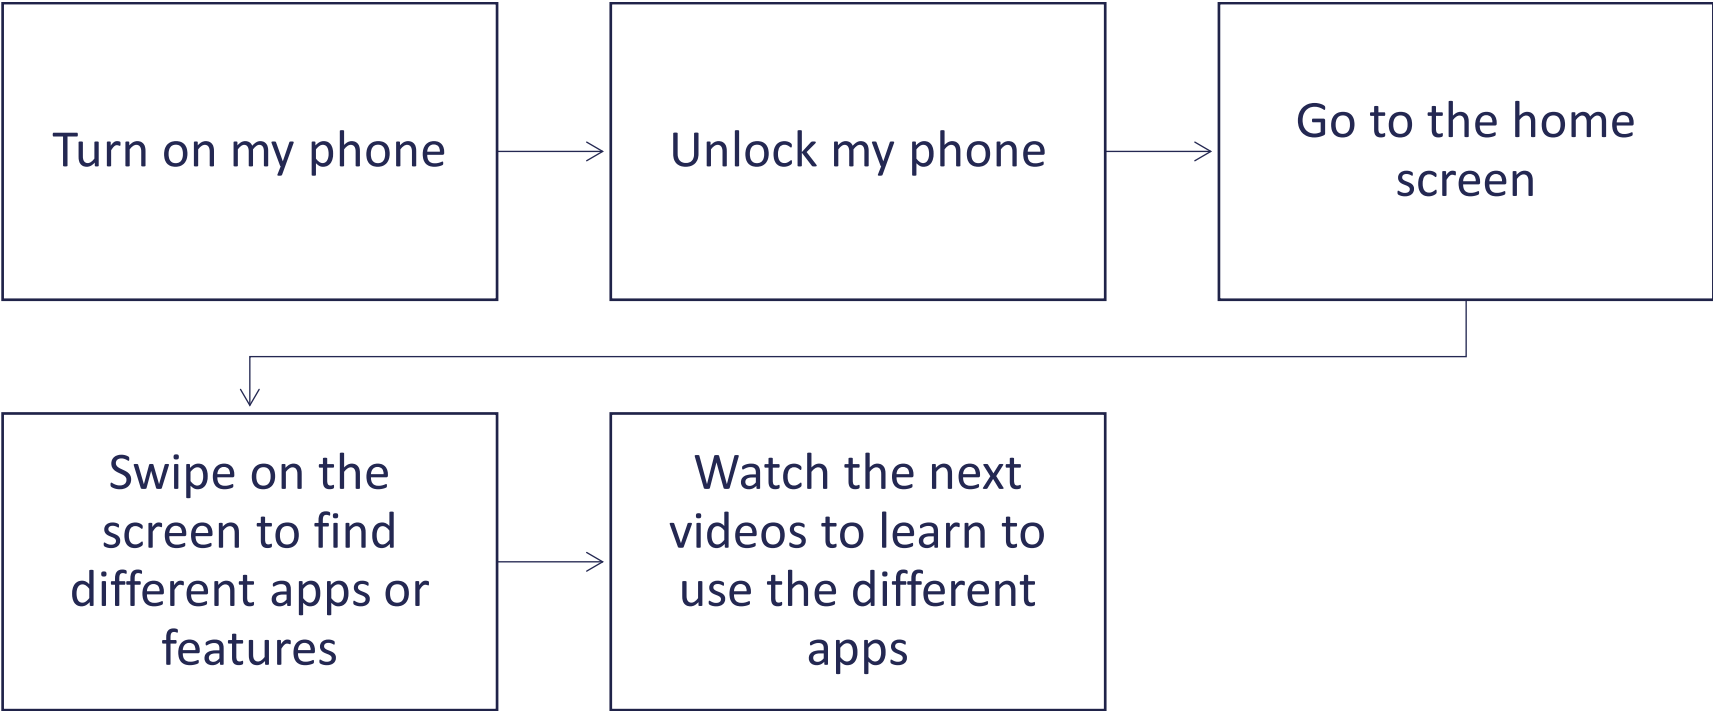 Turn on my phone
Unlock my phone
Go to the home
screen
Swipe on the
screen to find
different apps or
features
Watch the next
videos to learn to
use the different
apps